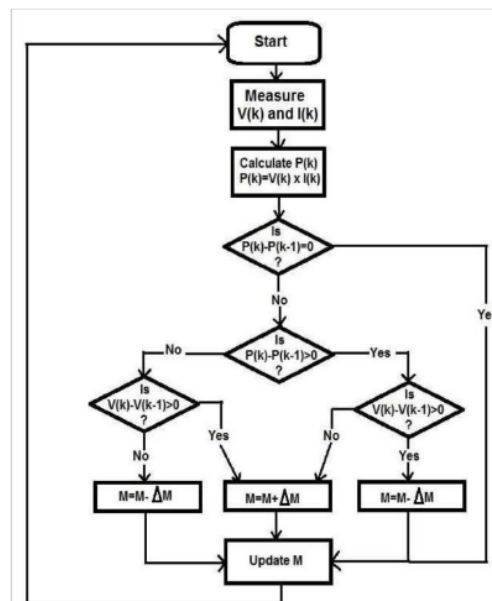 Start
Measure
V(k) and I(k)
Calculate P(k)
P(k)=V(k) x I(k)
Is
P(k)-P(k-1)=0
?
No
Ye
Is
P(k)-P(k-1)>0
?
No
Yes
Is
V(k)-V(k-1)>0
?
Is
V(k)-V(k-1)>0
?
No
Yes
No
Yes
M=M- ΔM
M=M+ ΔM
M=M- ΔM
Update M